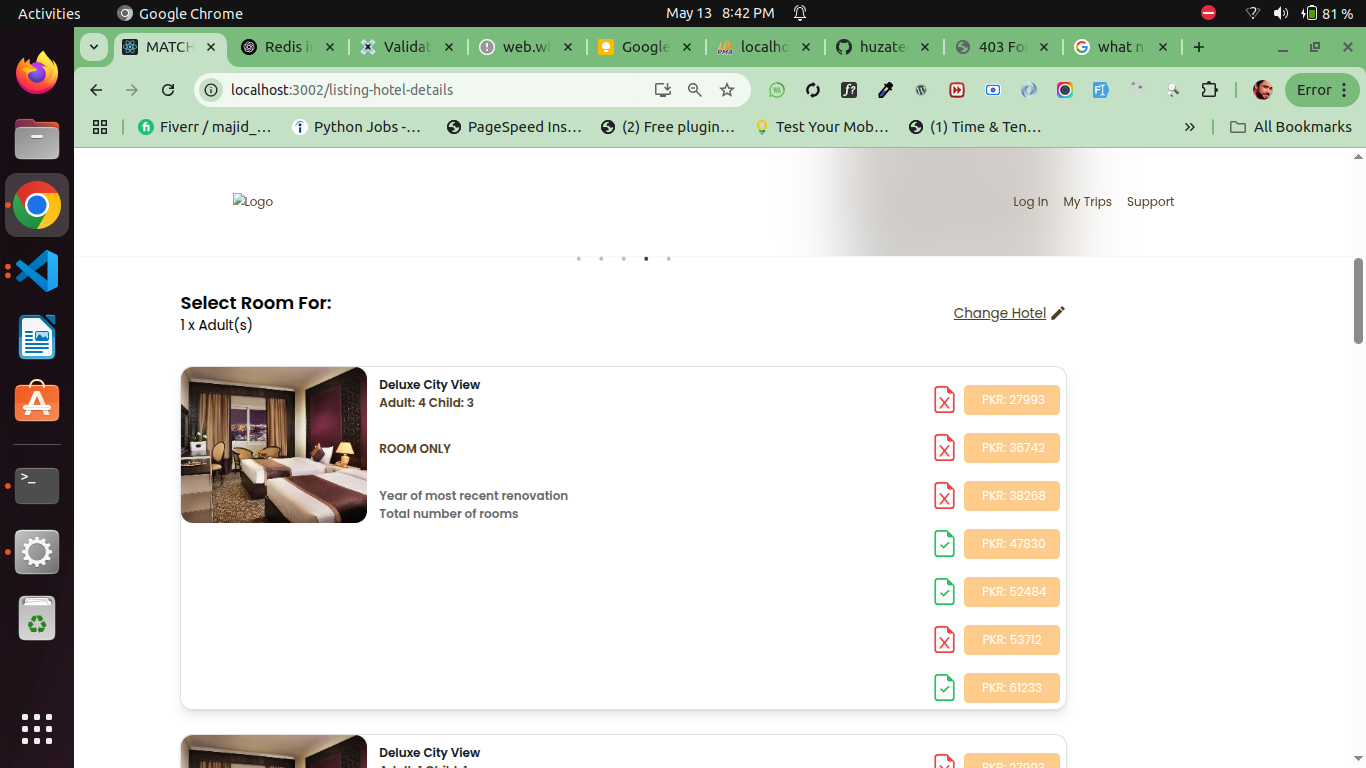 Activities Google Chrome May 13 8:42 PM 81 %
MATCH Redis i Validat web.w Google localho huzate 403 Fo what n
localhost:3002/listing-hotel-details Error
Fiverr / majid_... Python Jobs -... PageSpeed Ins... (2) Free plugin... Test Your Mob... (1) Time & Ten... » All Bookmarks
Logo Log In My Trips Support
Select Room For:
1 x Adult(s)
Change Hotel
Deluxe City View
Adult: 4 Child: 3
ROOM ONLY
Year of most recent renovation
Total number of rooms
PKR: 27993
PKR: 36742
PKR: 38268
PKR: 47830
PKR: 52484
PKR: 53712
PKR: 61233
Deluxe City View
PKR: 27993